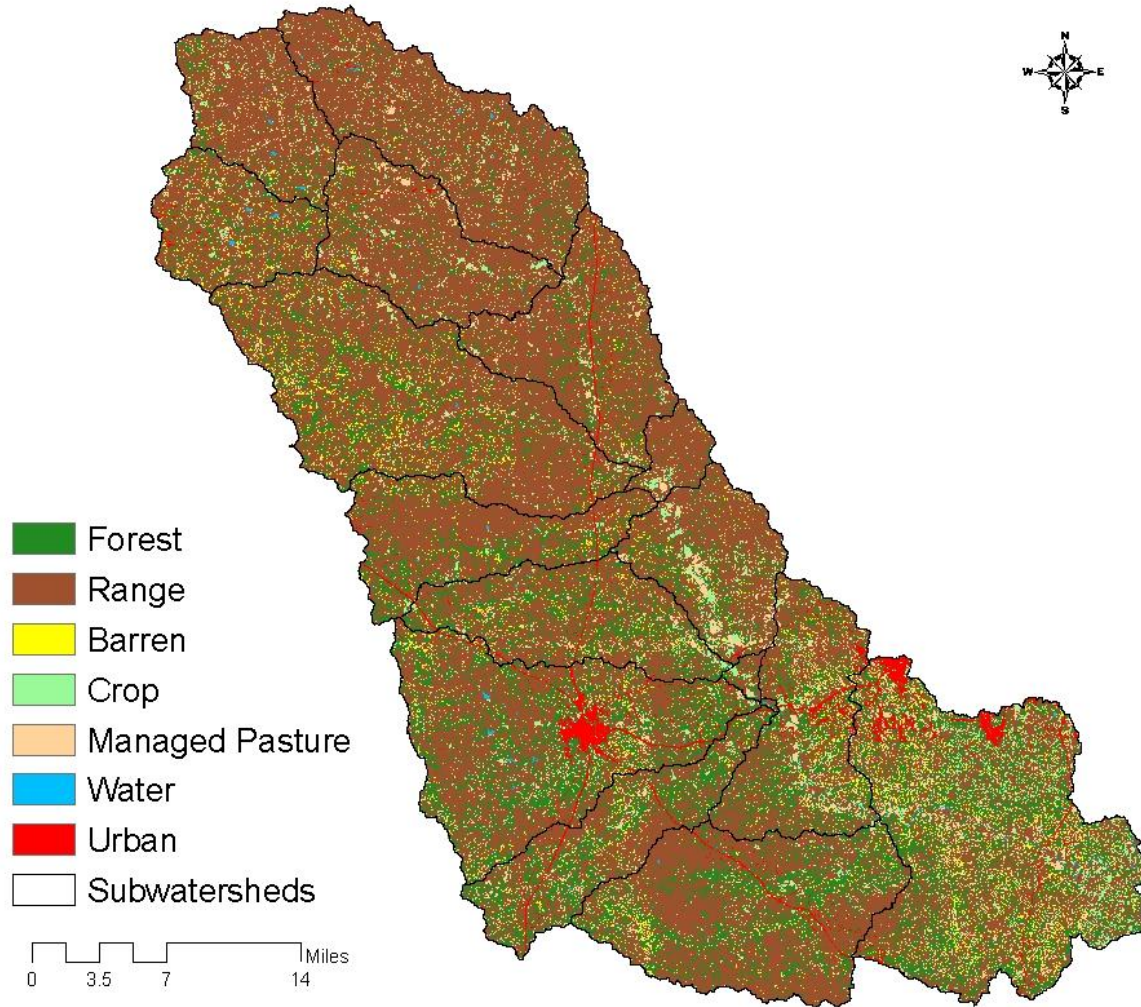 N
W E
S
Forest
Range
Barren
Crop
Managed Pasture
Water
Urban
Subwatersheds
Miles
0 3.5 7 14